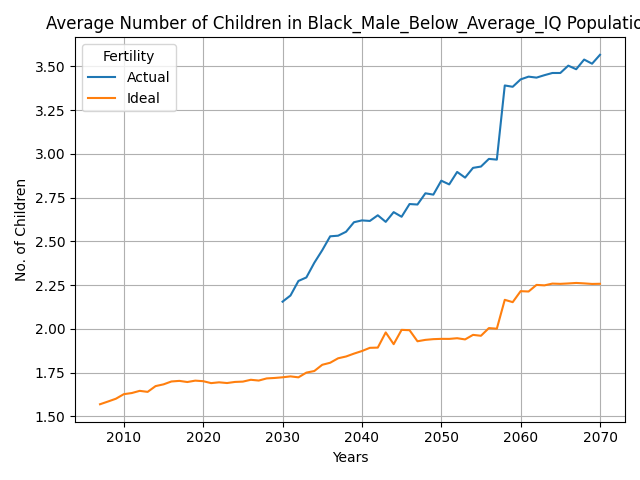 Average Number of Children in Black_Male_Below_Average_IQ Populatio
Fertility
Actual
Ideal
3.50
3.25
3.00
2.75
2.50
2.25
2.00
1.75
1.50
No. of Children
2010 2020 2030 2040 2050 2060 2070
Years